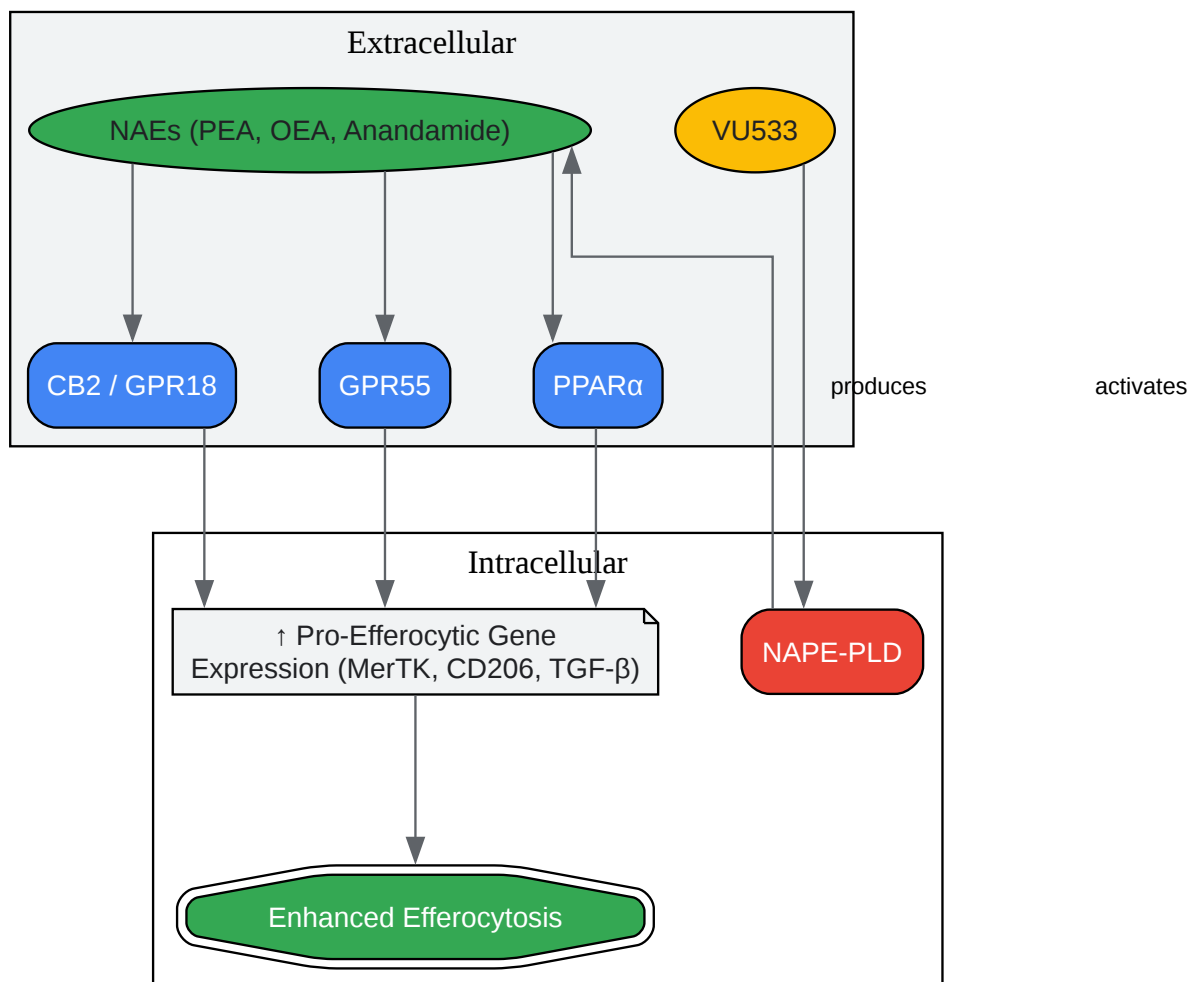 Extracellular
NAEs (PEA, OEA, Anandamide)
VU533
CB2 / GPR18
GPR55
PPARα
produces
activates
Intracellular
↑ Pro-Efferocytic Gene
Expression (MerTK, CD206, TGF-β)
NAPE-PLD
Enhanced Efferocytosis